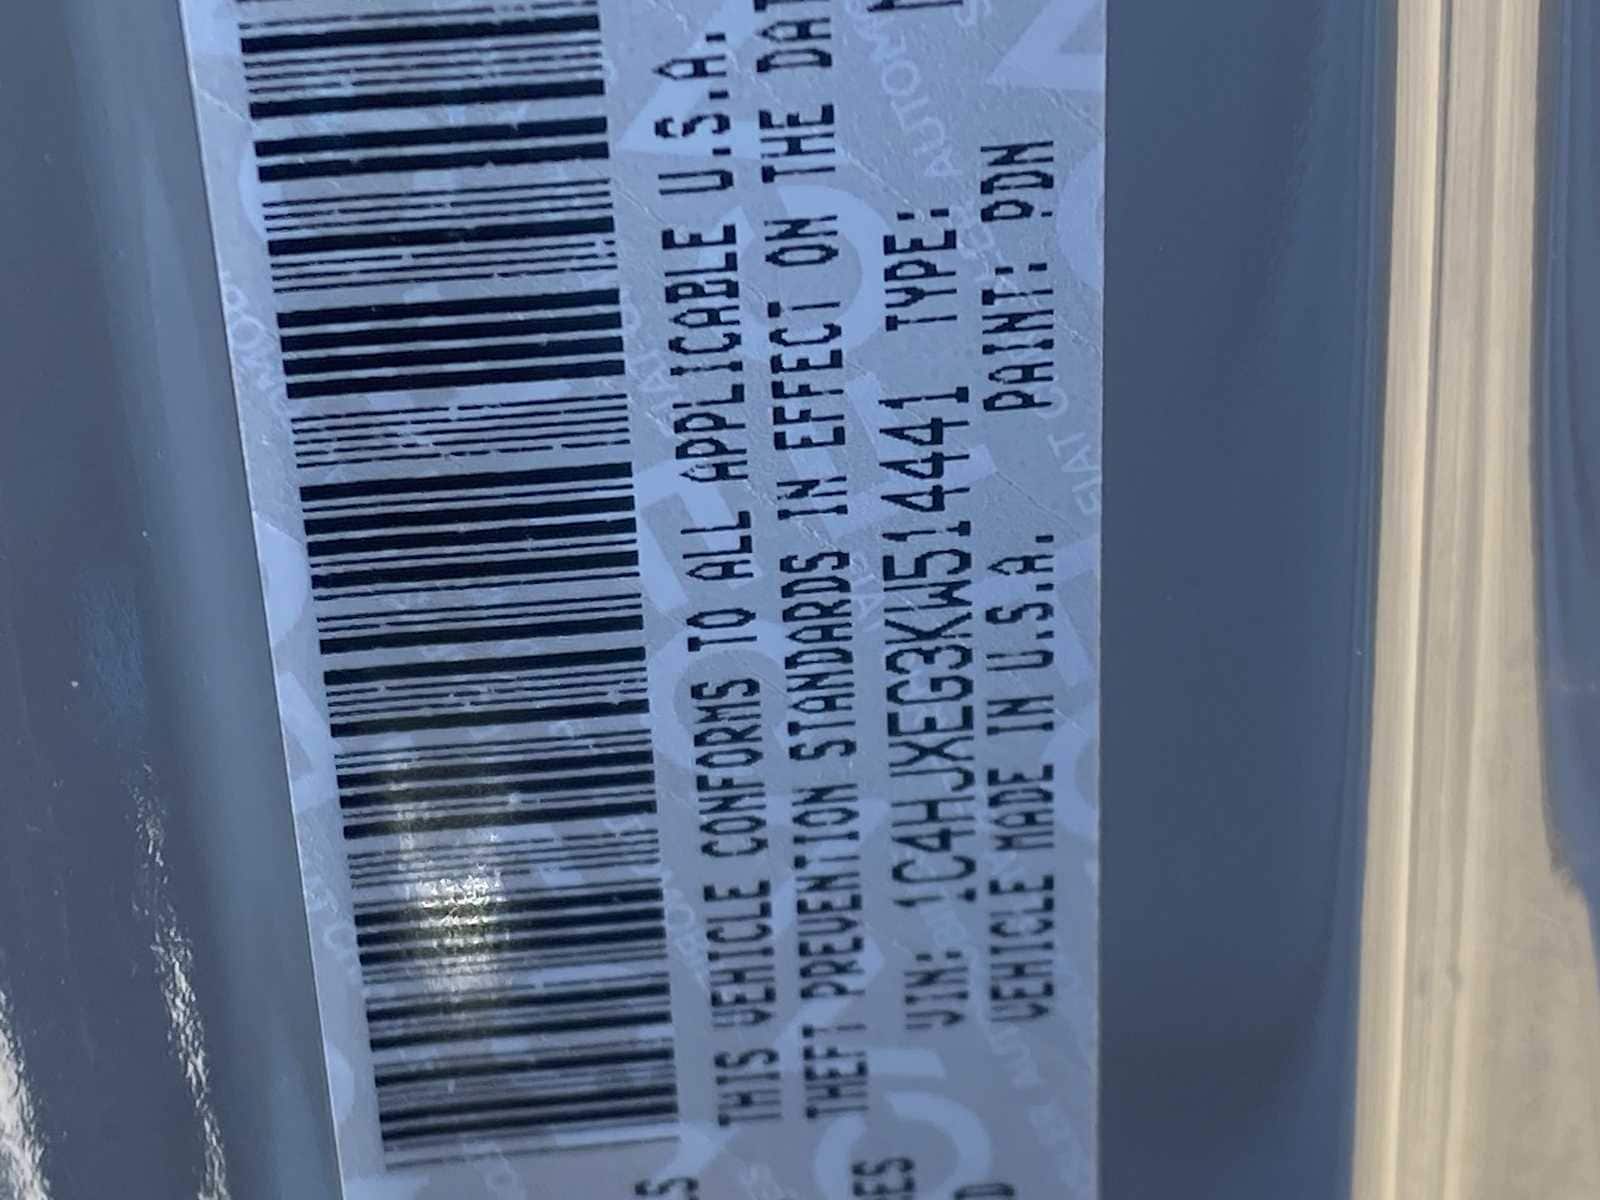 THIS VEHICLE CONFORMS TO ALL APPLICABLE U.S.A.
THEFT PREVENTION STANDARDS IN EFFECT ON THE DAT
VIN: 1C4HJXEG3KW514441 TYPE:
VEHICLE MADE IN U.S.A. PAINT: PDN